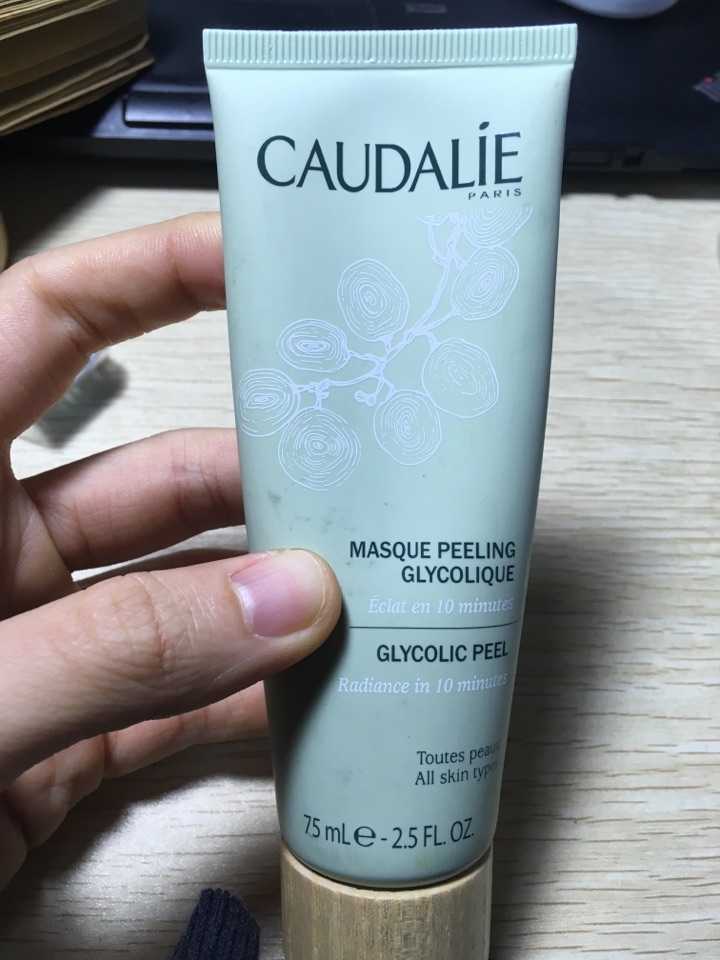 CAUDALIE
PARIS
MASQUE PEELING
GLYCOLIQUE
Éclat en 10 minutes
GLYCOLIC PEEL
Radiance in 10 minutes
Toutes peaux
All skin types
75 mL e - 2.5 FL. OZ.